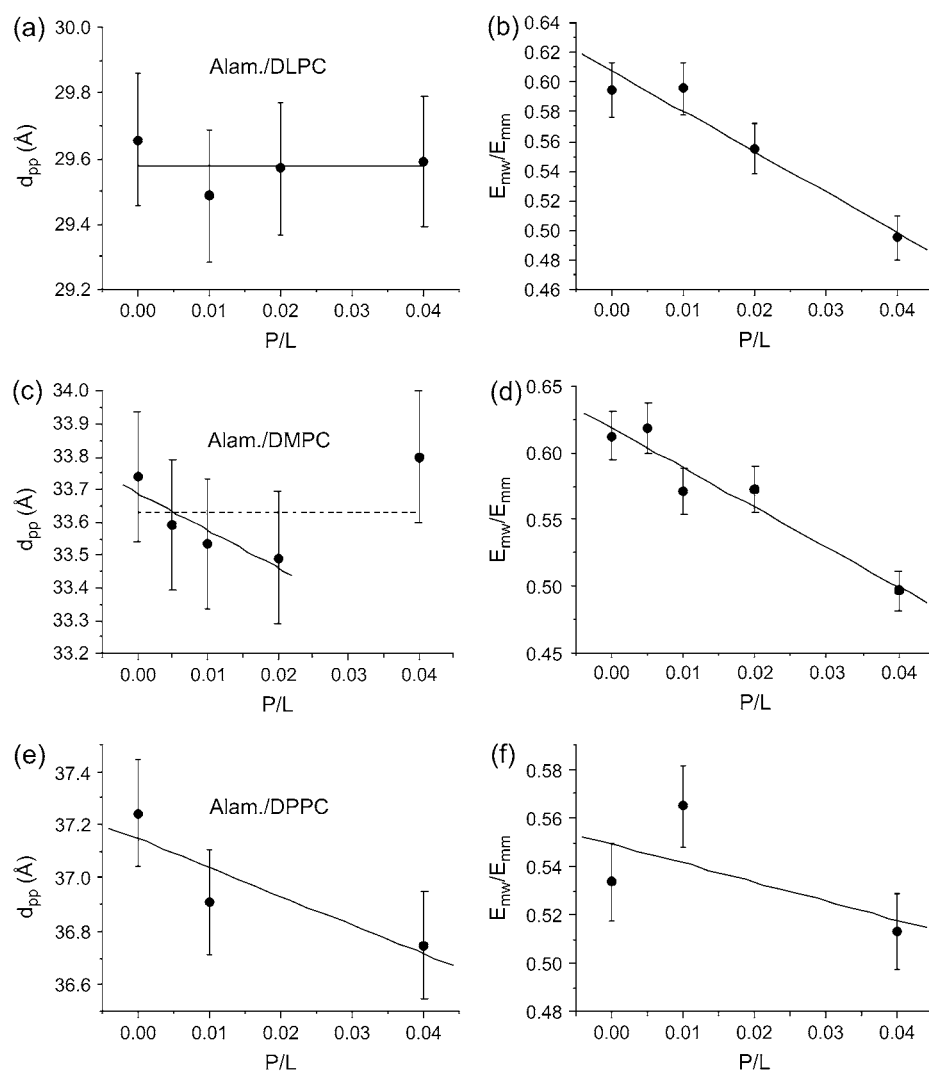 (a)
Alam./DLPC
d_pp (Å)
30.0
29.8
29.6
29.4
29.2
0.00 0.01 0.02 0.03 0.04
P/L
(b)
E_mw/E_mm
0.64
0.62
0.60
0.58
0.56
0.54
0.52
0.50
0.48
0.46
0.00 0.01 0.02 0.03 0.04
P/L
(c)
Alam./DMPC
d_pp (Å)
34.0
33.9
33.8
33.7
33.6
33.5
33.4
33.3
33.2
0.00 0.01 0.02 0.03 0.04
P/L
(d)
E_mw/E_mm
0.65
0.60
0.55
0.50
0.45
0.00 0.01 0.02 0.03 0.04
P/L
(e)
Alam./DPPC
d_pp (Å)
37.4
37.2
37.0
36.8
36.6
0.00 0.01 0.02 0.03 0.04
P/L
(f)
E_mw/E_mm
0.58
0.56
0.54
0.52
0.50
0.48
0.00 0.01 0.02 0.03 0.04
P/L